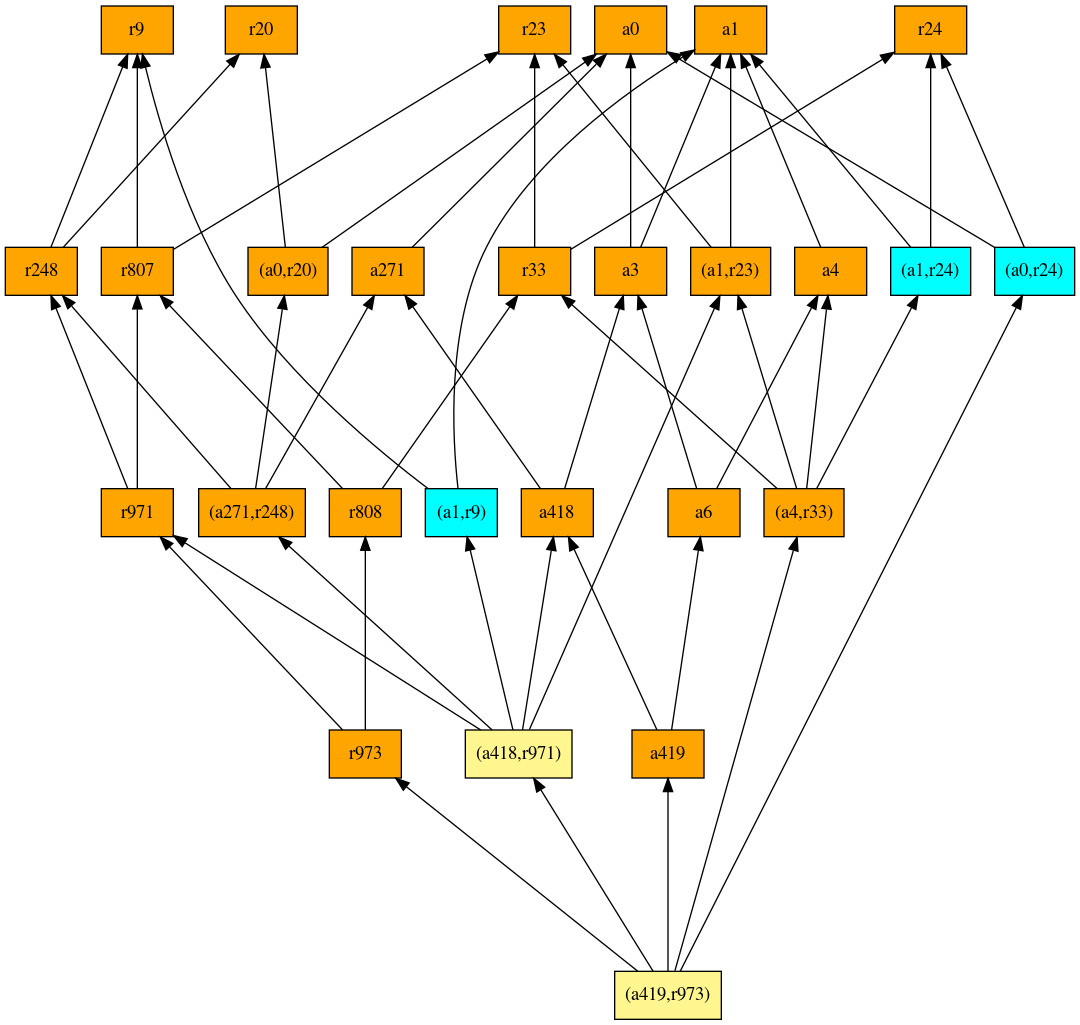 r9
r20
r23
a0
a1
r24
r248
r807
(a0,r20)
a271
r33
a3
(a1,r23)
a4
(a1,r24)
(a0,r24)
r971
(a271,r248)
r808
(a1,r9)
a418
a6
(a4,r33)
r973
(a418,r971)
a419
(a419,r973)